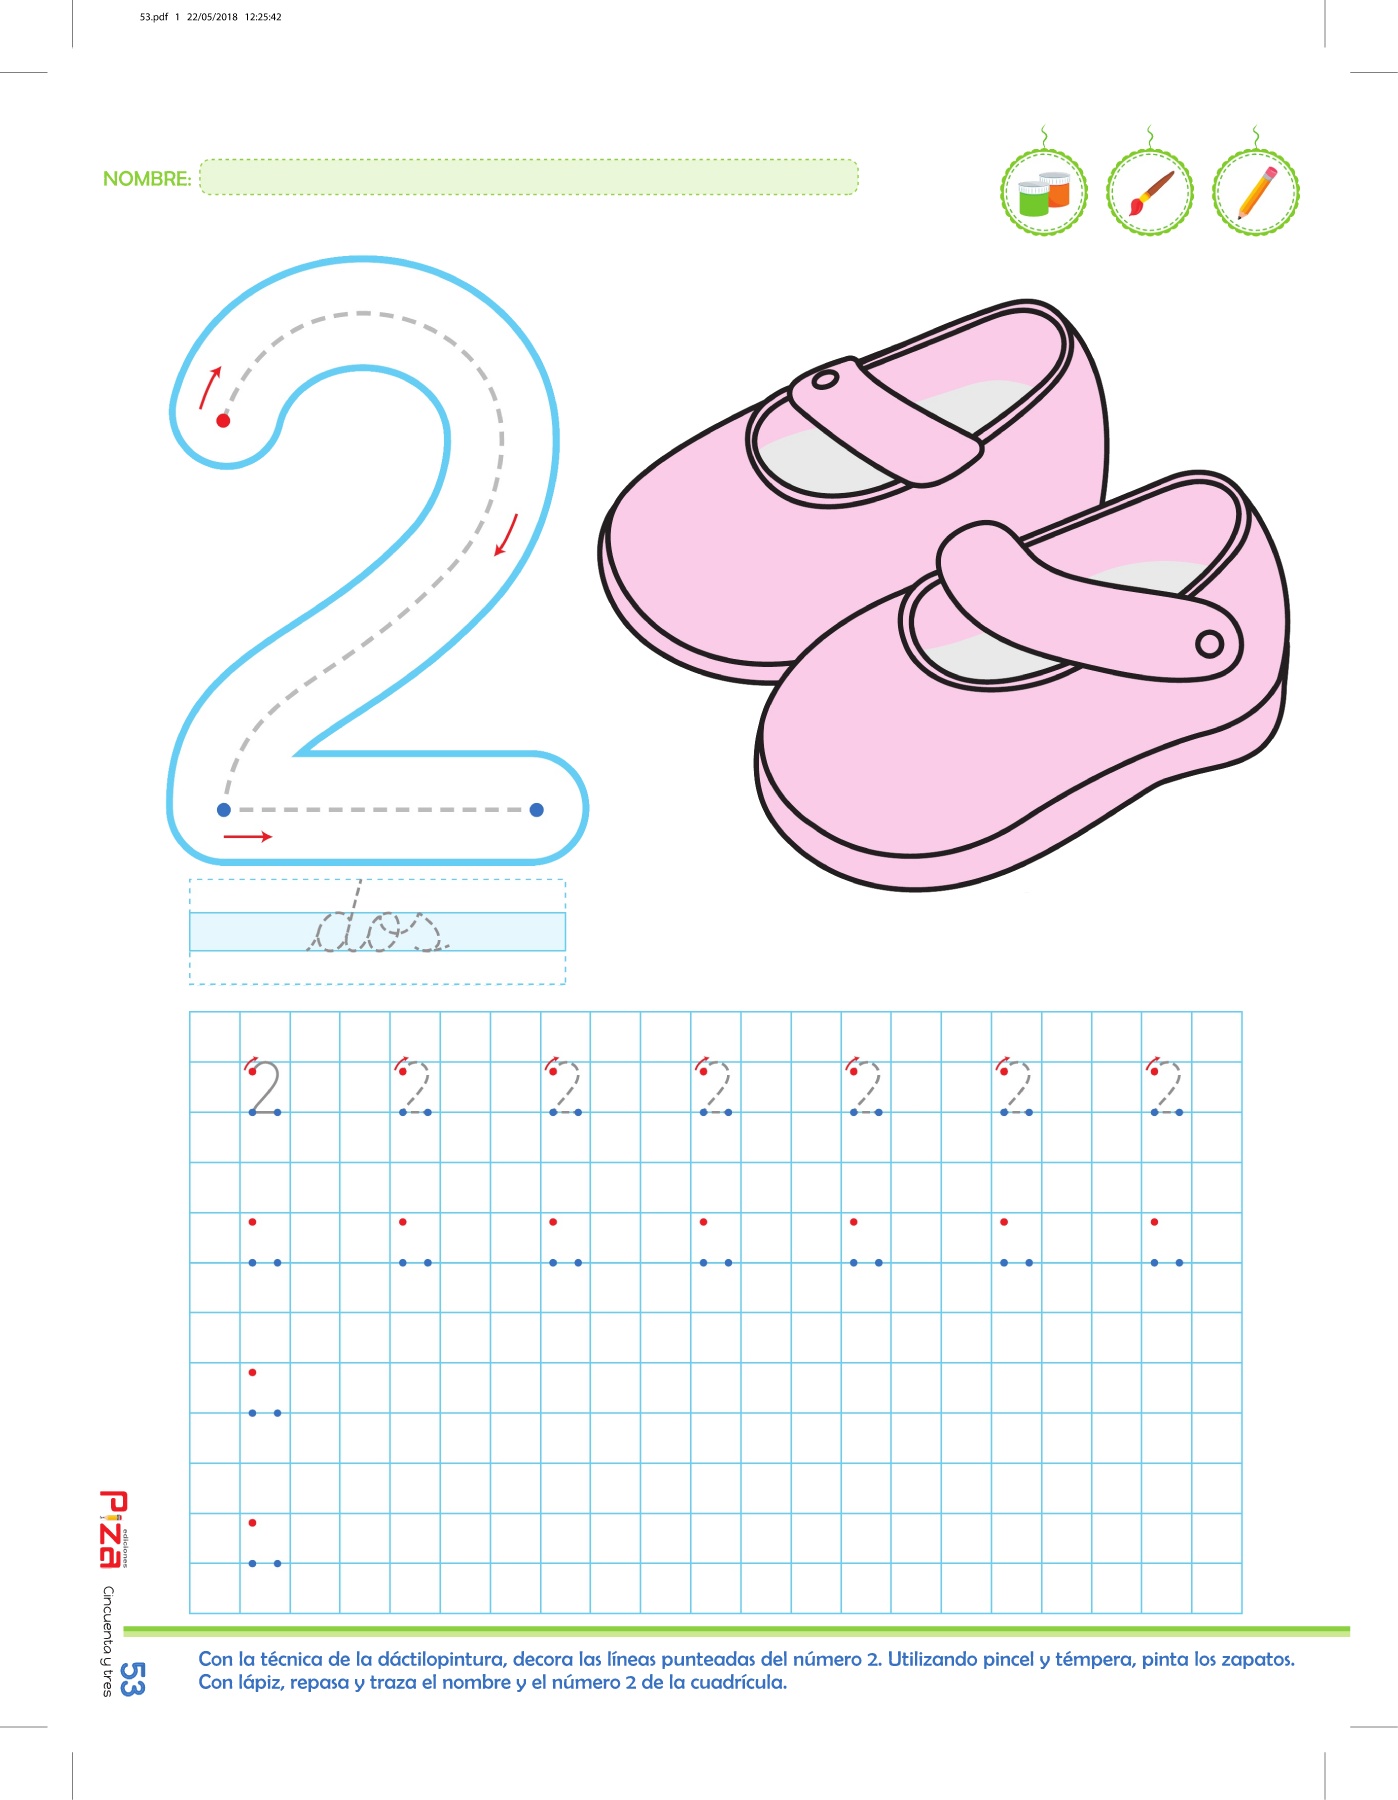 53.pdf 1 22/05/2018 12:25:42
NOMBRE:
2
dos
2 2 2 2 2 2 2
Piza
ediciones
Cincuenta y tres
53
Con la técnica de la dáctilopintura, decora las líneas punteadas del número 2. Utilizando pincel y témpera, pinta los zapatos.
Con lápiz, repasa y traza el nombre y el número 2 de la cuadrícula.